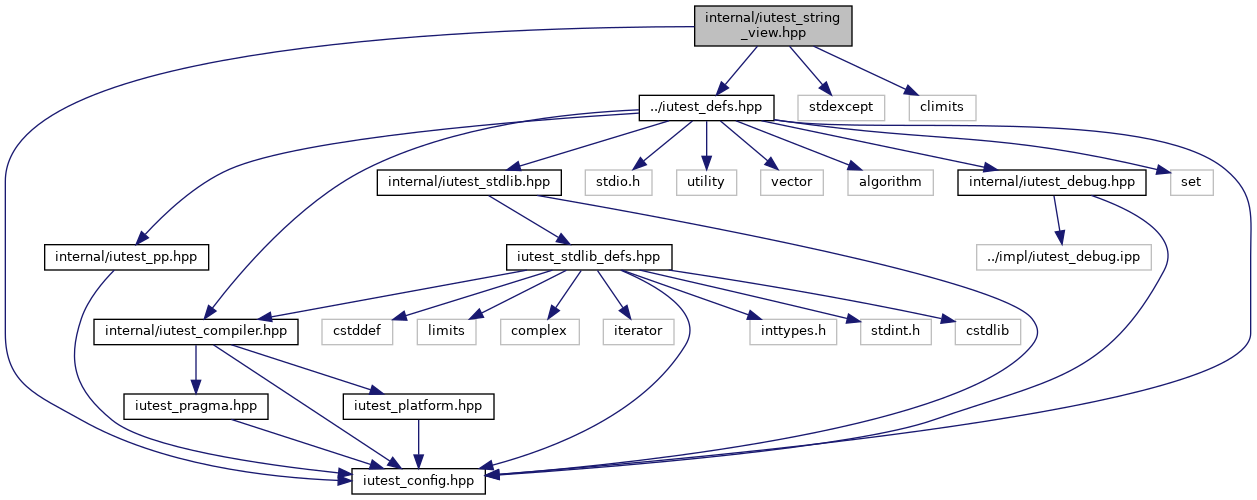 internal/iutest_string
_view.hpp
../iutest_defs.hpp
stdexcept
climits
internal/iutest_stdlib.hpp
stdio.h
utility
vector
algorithm
internal/iutest_debug.hpp
set
internal/iutest_pp.hpp
iutest_stdlib_defs.hpp
../impl/iutest_debug.ipp
internal/iutest_compiler.hpp
cstddef
limits
complex
iterator
inttypes.h
stdint.h
cstdlib
iutest_pragma.hpp
iutest_platform.hpp
iutest_config.hpp